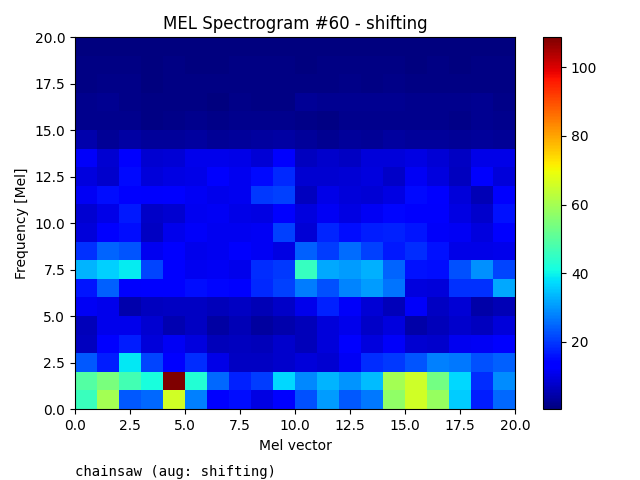 MEL Spectrogram #60 - shifting
20.0
17.5
15.0
12.5
10.0
7.5
5.0
2.5
0.0
Frequency [Mel]
0.0 2.5 5.0 7.5 10.0 12.5 15.0 17.5 20.0
Mel vector
100
80
60
40
20
chainsaw (aug: shifting)